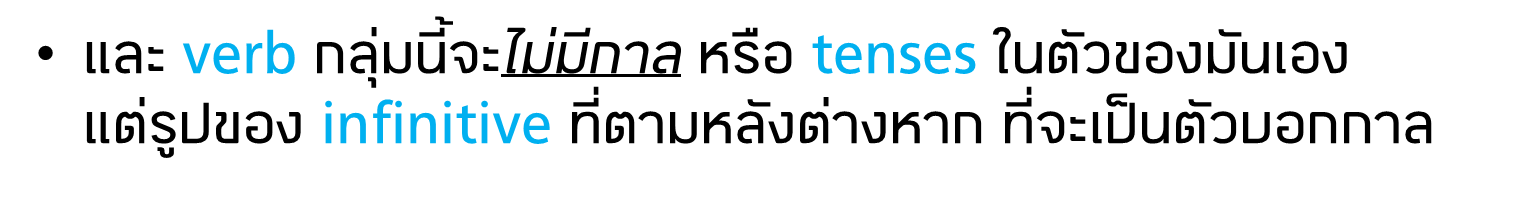 • และ verb กลุ่มนี้จะไม่มีกาล หรือ tenses ในตัวของมันเอง
แต่รูปของ infinitive ที่ตามหลังต่างหาก ที่จะเป็นตัวบอกกาล